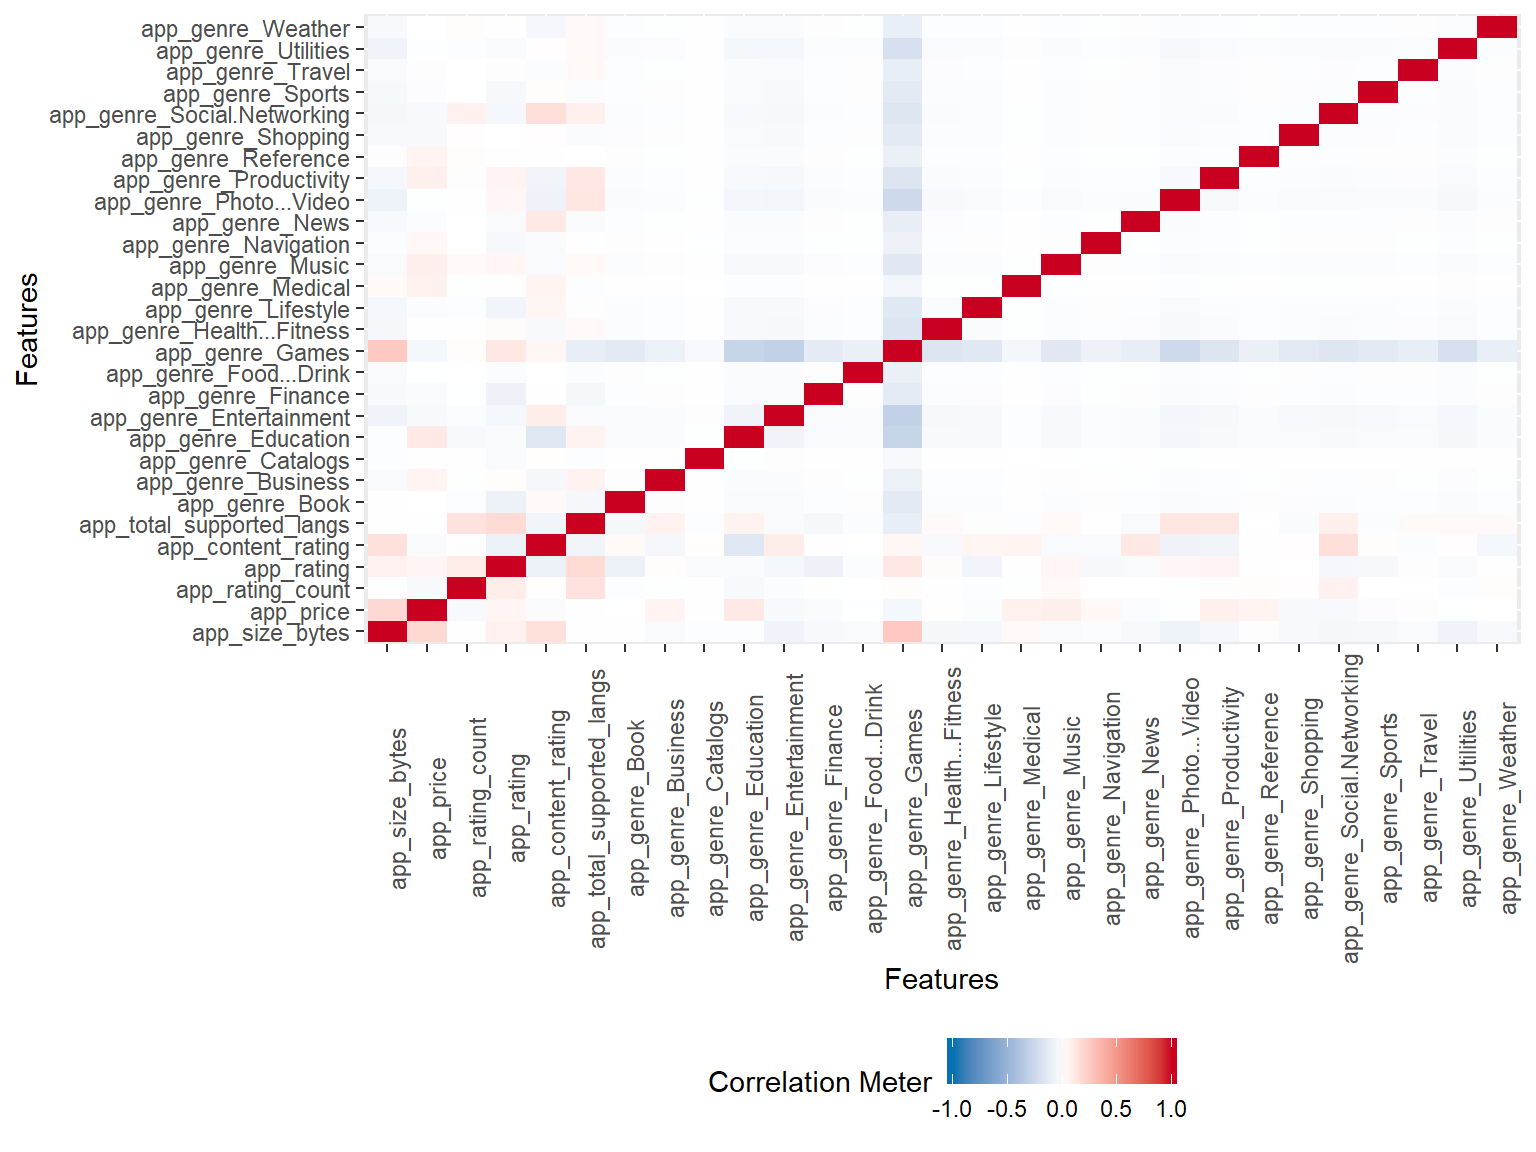 app_genre_Weather
app_genre_Utilities
app_genre_Travel
app_genre_Sports
app_genre_Social.Networking
app_genre_Shopping
app_genre_Reference
app_genre_Productivity
app_genre_Photo...Video
app_genre_News
app_genre_Navigation
app_genre_Music
app_genre_Medical
app_genre_Lifestyle
app_genre_Health...Fitness
app_genre_Games
app_genre_Food...Drink
app_genre_Finance
app_genre_Entertainment
app_genre_Education
app_genre_Catalogs
app_genre_Business
app_genre_Book
app_total_supported_langs
app_content_rating
app_rating
app_rating_count
app_price
app_size_bytes
Features
app_size_bytes
app_price
app_rating_count
app_rating
app_content_rating
app_total_supported_langs
app_genre_Book
app_genre_Business
app_genre_Catalogs
app_genre_Education
app_genre_Entertainment
app_genre_Finance
app_genre_Food...Drink
app_genre_Games
app_genre_Health...Fitness
app_genre_Lifestyle
app_genre_Medical
app_genre_Music
app_genre_Navigation
app_genre_News
app_genre_Photo...Video
app_genre_Productivity
app_genre_Reference
app_genre_Shopping
app_genre_Social.Networking
app_genre_Sports
app_genre_Travel
app_genre_Utilities
app_genre_Weather
Features
Correlation Meter
-1.0 -0.5 0.0 0.5 1.0